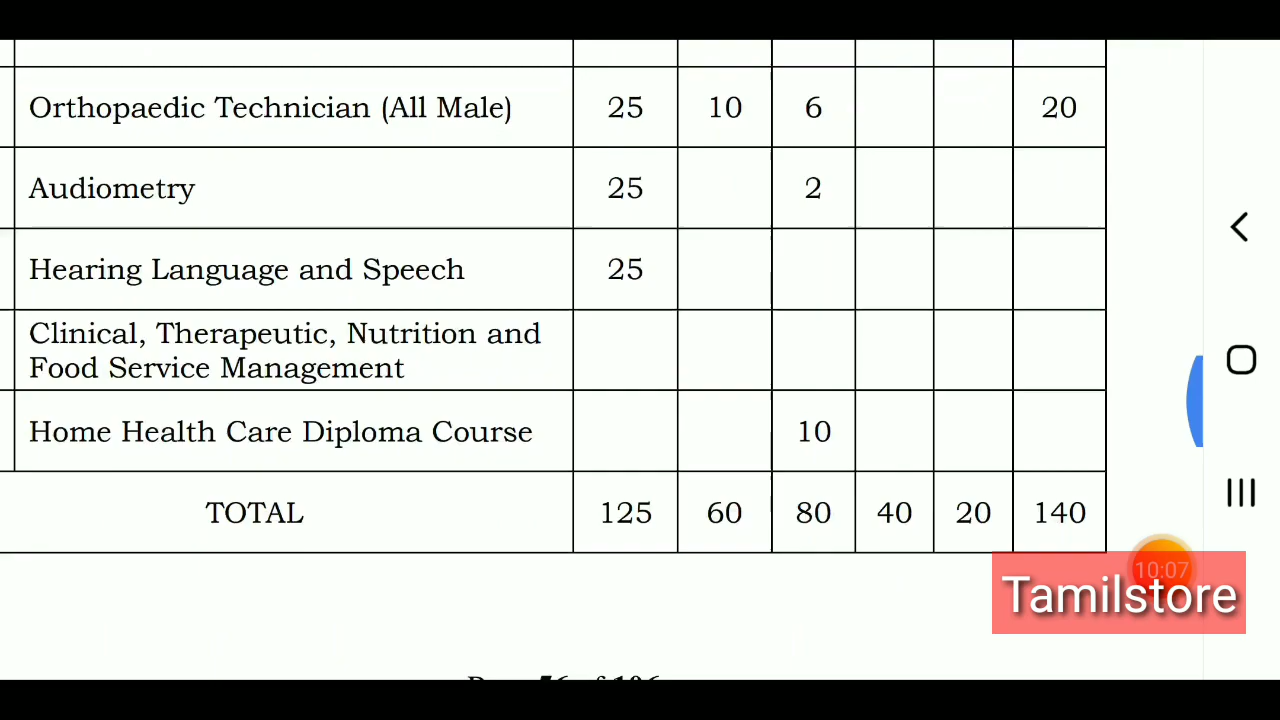 Orthopaedic Technician (All Male) 25 10 6 20
Audiometry 25 2
Hearing Language and Speech 25
Clinical, Therapeutic, Nutrition and
Food Service Management
Home Health Care Diploma Course 10
TOTAL 125 60 80 40 20 140
10:07
Tamilstore